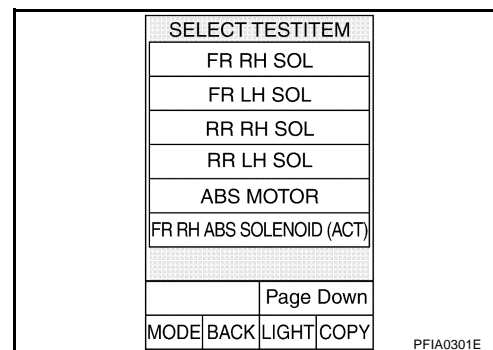 SELECT TESTITEM
FR RH SOL
FR LH SOL
RR RH SOL
RR LH SOL
ABS MOTOR
FR RH ABS SOLENOID (ACT)
Page Down
MODE BACK LIGHT COPY
PFIA0301E